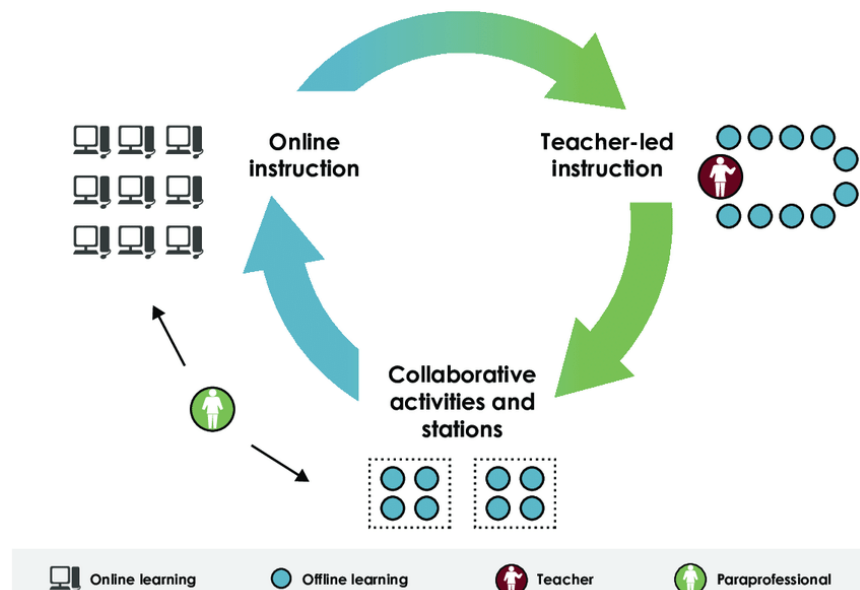 Online
instruction
Teacher-led
instruction
Collaborative
activities and
stations
Online learning
Offline learning
Teacher
Paraprofessional